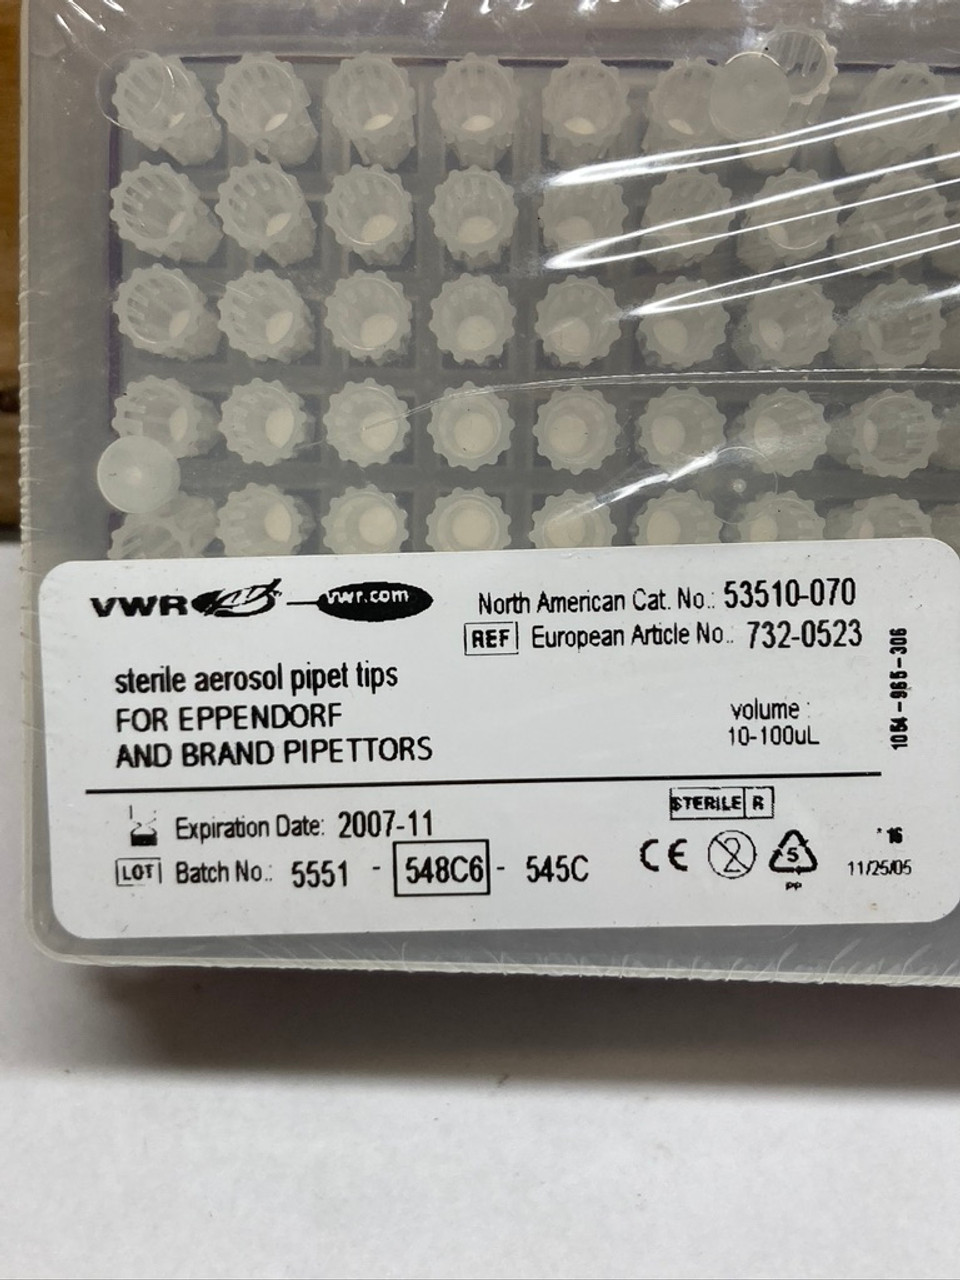 VWR vwr.com
North American Cat. No.: 53510-070
REF European Article No.: 732-0523
sterile aerosol pipet tips
FOR EPPENDORF
AND BRAND PIPETTORS
volume :
10-100uL
1054-965-306
STERILE R
Expiration Date: 2007-11
LOT Batch No.: 5551 - 548C6 - 545C
CE 2 5
PP
* 16
11/25/05